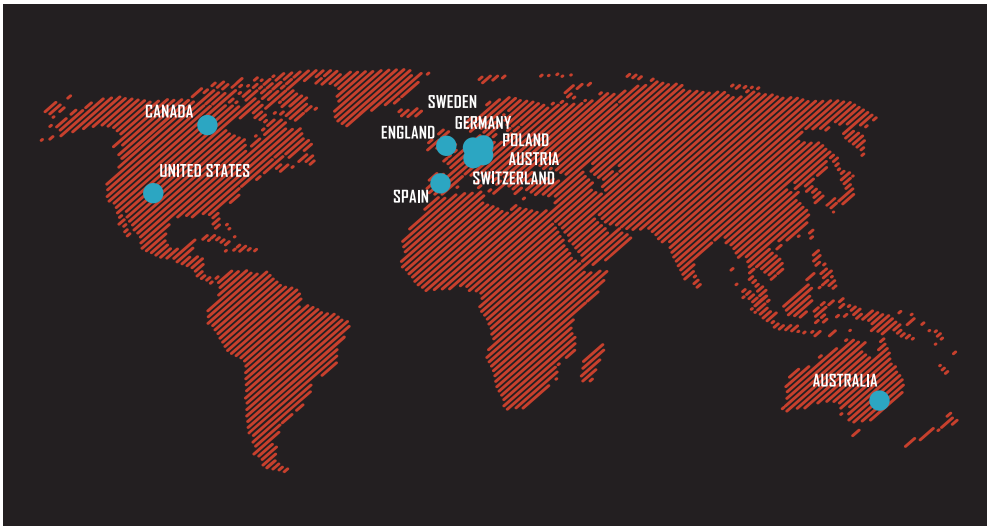 SWEDEN
CANADA
GERMANY
ENGLAND
POLAND
AUSTRIA
UNITED STATES
SWITZERLAND
SPAIN
AUSTRALIA